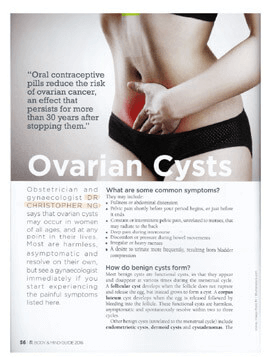 "Oral contraceptive
pills reduce the risk
of ovarian cancer,
an effect that
persists for more
than 30 years after
stopping them."
Ovarian Cysts
Obstetrician and
gynaecologist DR
CHRISTOPHER NG
says that ovarian cysts
may occur in women
of all ages, and at any
point in their lives.
Most are harmless,
asymptomatic and
resolve on their own,
but see a gynaecologist
immediately if you
start experiencing
the painful symptoms
listed here.
What are some common symptoms?
They may include:
• Fullness or abdominal distension
• Pelvic pain shortly before your period begins, or just before
it ends
• Constant or intermittent pelvic pain, unrelated to menses, that
may radiate to the back
• Deep pain during intercourse
• Pelvic pain or pressure during bowel movements
• Irregular or heavy menses
• A desire to urinate more frequently, resulting from bladder
compression
How do benign cysts form?
Most benign cysts are functional cysts, in that they appear
and disappear at various times during the menstrual cycle.
A follicular cyst develops when the follicle does not rupture
and release the egg, but instead grows to form a cyst. A corpus
luteum cyst develops when the egg is released followed by
bleeding into the follicle. These functional cysts are harmless,
asymptomatic and spontaneously resolve within two to three
cycles.
Other benign cysts (unrelated to the menstrual cycle) include
endometriotic cysts, dermoid cysts and cystadenomas. The
56 BODY & MIND GUIDE 2016